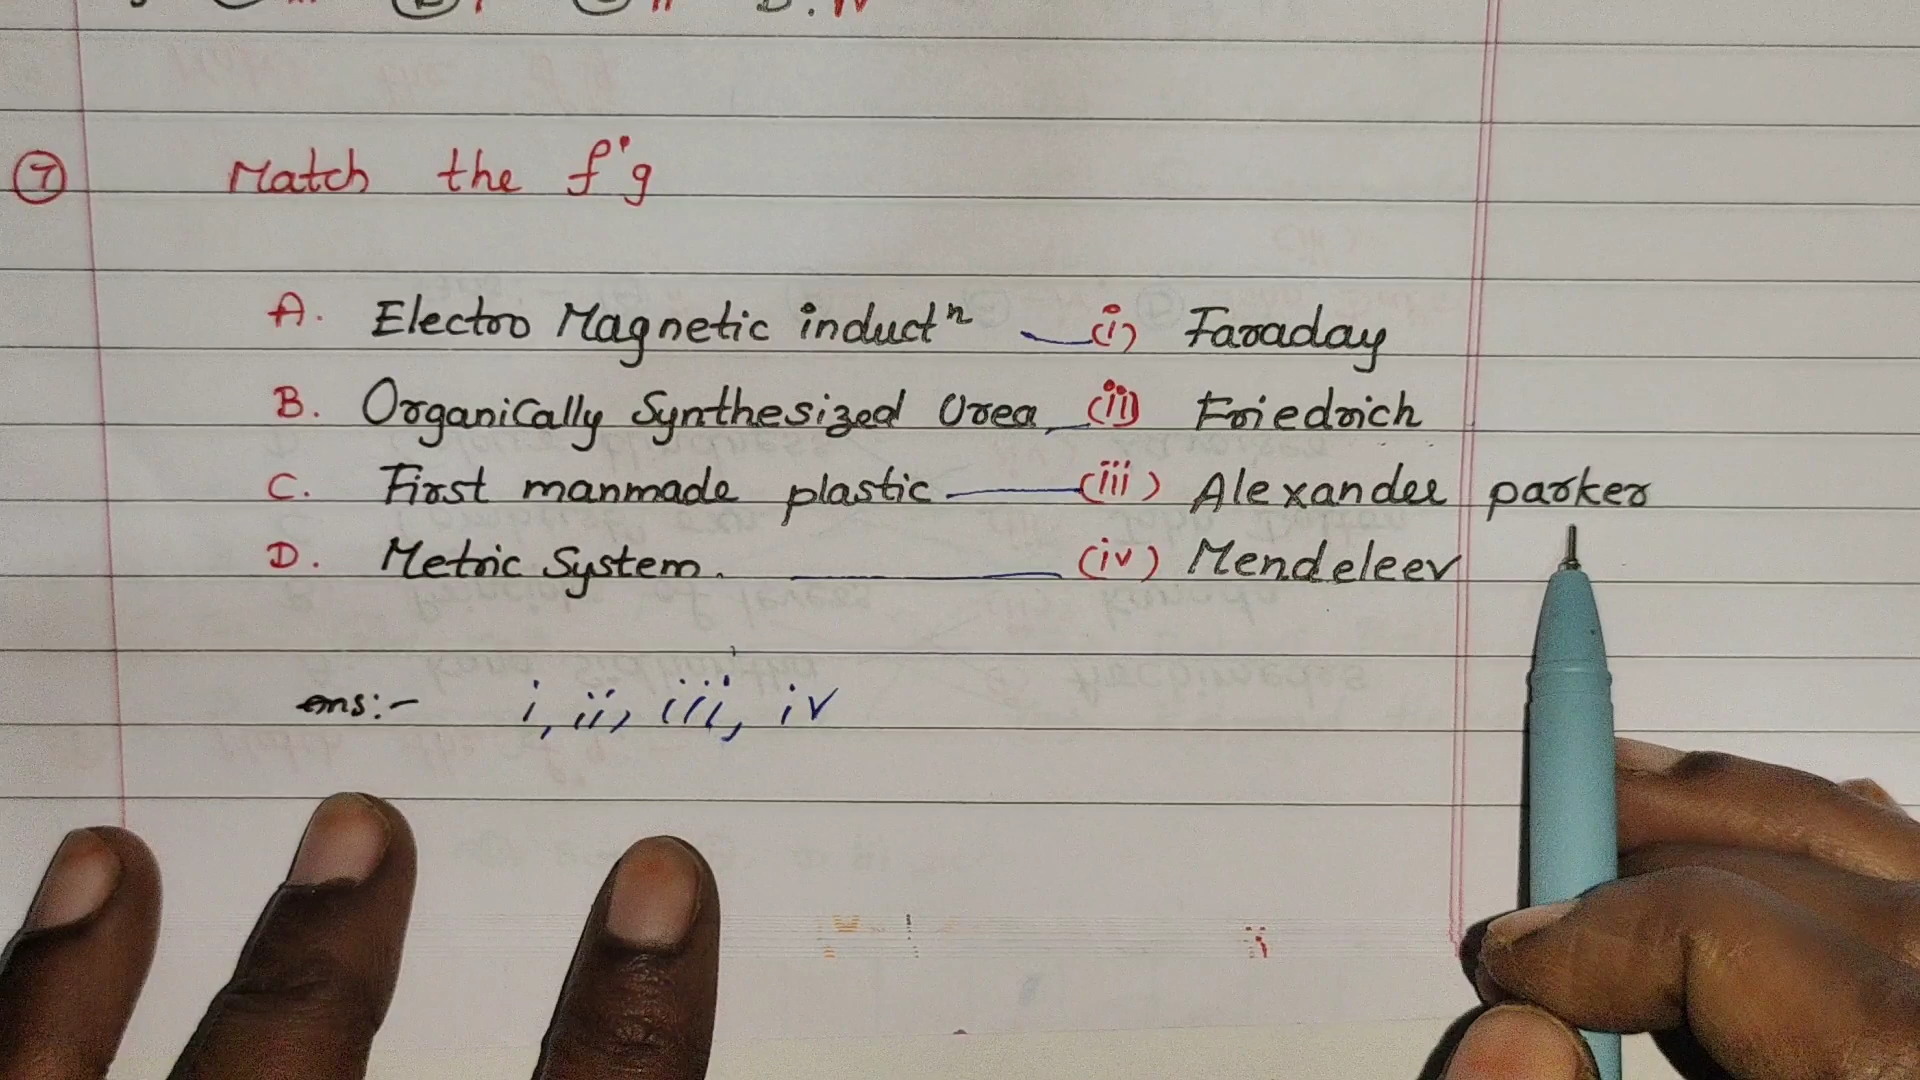 ⑦ Match the f'g
A. Electro Magnetic inductⁿ (i) Faraday
B. Organically Synthesized Urea (ii) Friedrich
C. First manmade plastic (iii) Alexander parker
D. Metric System. (iv) Mendeleev
ans:- i, ii, iii, iv